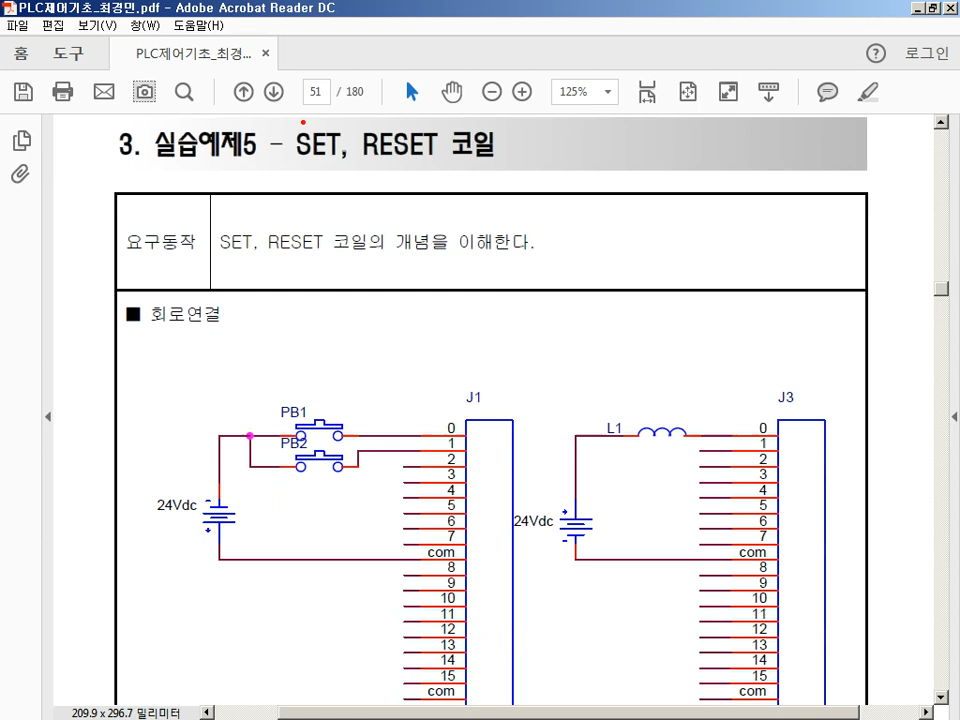 PLC제어기초_최경민.pdf - Adobe Acrobat Reader DC
파일 편집 보기(V) 창(W) 도움말(H)
홈 도구 PLC제어기초_최경... × 로그인
51 / 180 125%
3. 실습예제5 - SET, RESET 코일
요구동작 SET, RESET 코일의 개념을 이해한다.
■ 회로연결
J1 J3
PB1
PB2
24Vdc
L1
24Vdc
0 0
1 1
2 2
3 3
4 4
5 5
6 6
7 7
com com
8 8
9 9
10 10
11 11
12 12
13 13
14 14
15 15
com com
209.9 x 296.7 밀리미터